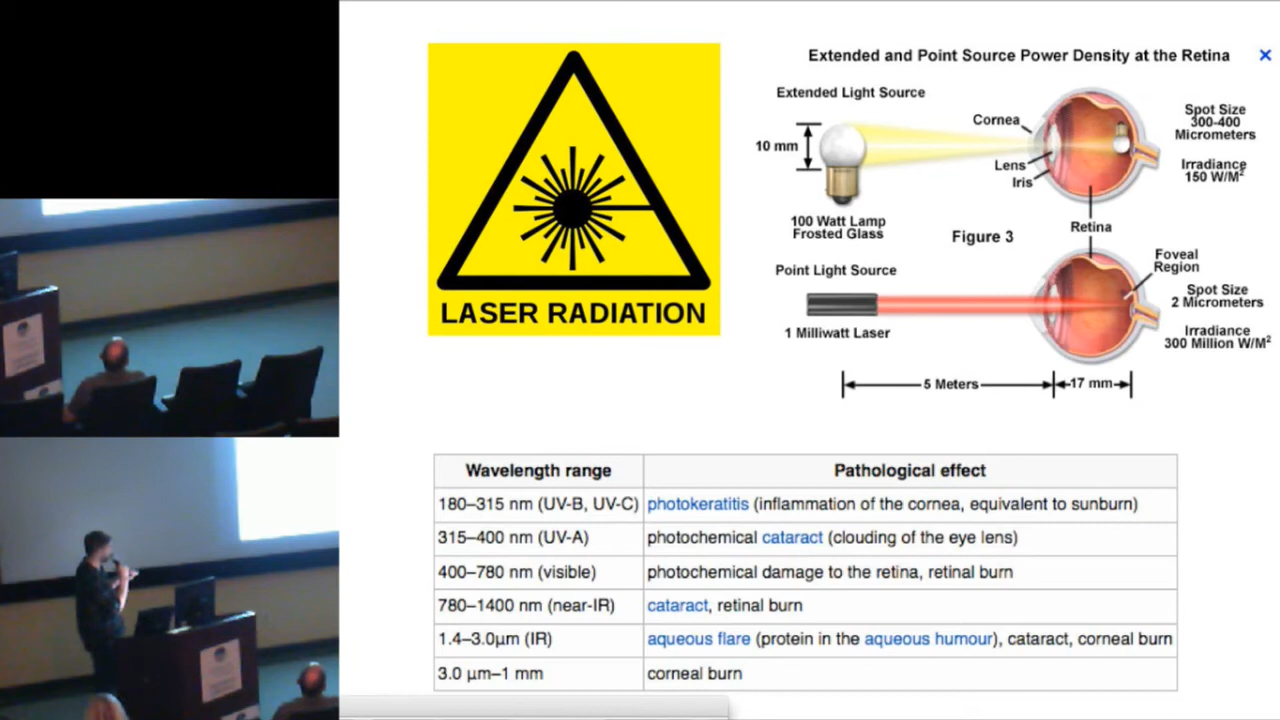 LASER RADIATION
Extended and Point Source Power Density at the Retina
Extended Light Source
10 mm
Cornea
Lens
Iris
Spot Size
300-400
Micrometers
Irradiance
150 W/M²
100 Watt Lamp
Frosted Glass
Figure 3
Retina
Point Light Source
Foveal
Region
Spot Size
2 Micrometers
1 Milliwatt Laser
Irradiance
300 Million W/M²
5 Meters
17 mm
Wavelength range Pathological effect
180–315 nm (UV-B, UV-C) photokeratitis (inflammation of the cornea, equivalent to sunburn)
315–400 nm (UV-A) photochemical cataract (clouding of the eye lens)
400–780 nm (visible) photochemical damage to the retina, retinal burn
780–1400 nm (near-IR) cataract, retinal burn
1.4–3.0μm (IR) aqueous flare (protein in the aqueous humour), cataract, corneal burn
3.0 μm–1 mm corneal burn